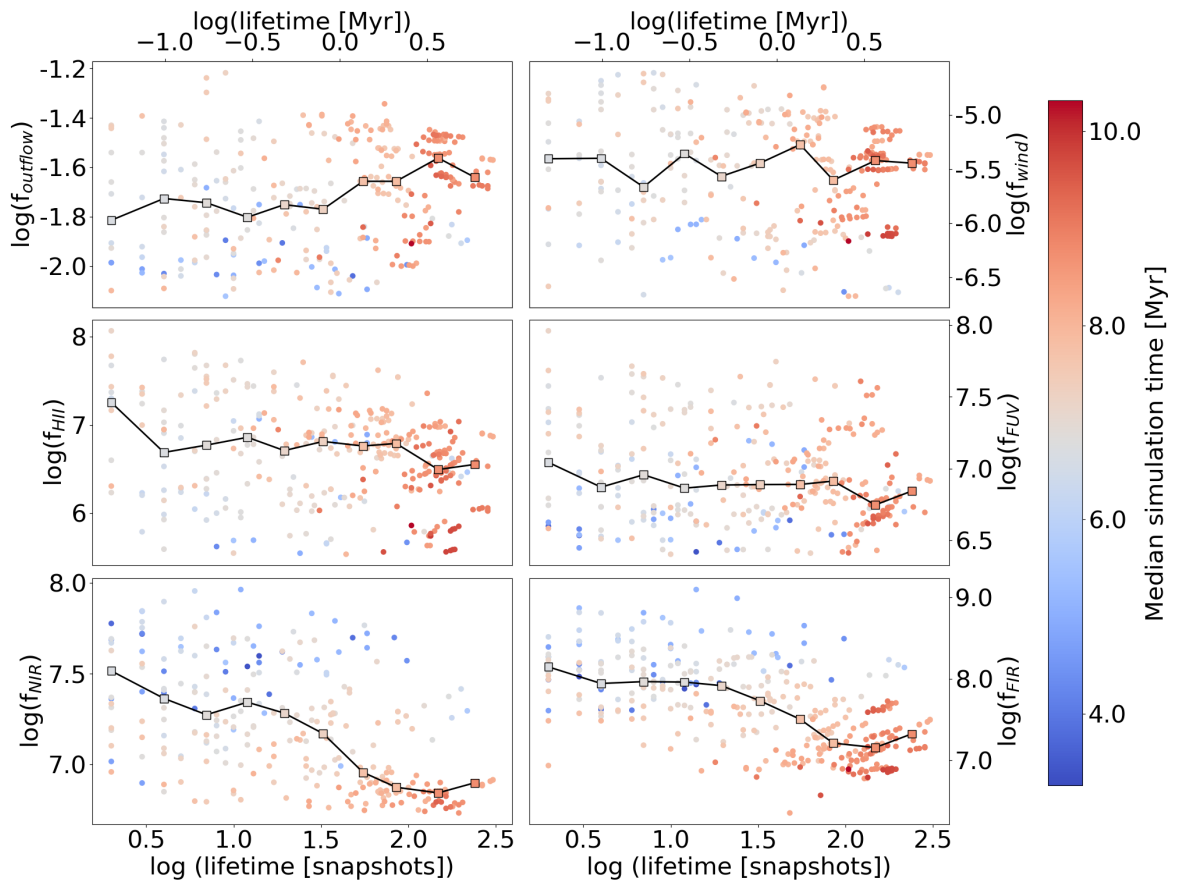 log(lifetime [Myr])
−1.0 −0.5 0.0 0.5
log(lifetime [Myr])
−1.0 −0.5 0.0 0.5
-1.2
-1.4
-1.6
-1.8
-2.0
log(f_outflow)
-5.0
-5.5
-6.0
-6.5
log(f_wind)
8
7
6
log(f_HII)
8.0
7.5
7.0
6.5
log(f_FUV)
8.0
7.5
7.0
log(f_NIR)
9.0
8.0
7.0
log(f_FIR)
0.5 1.0 1.5 2.0 2.5
log (lifetime [snapshots])
0.5 1.0 1.5 2.0 2.5
log (lifetime [snapshots])
10.0
8.0
6.0
4.0
Median simulation time [Myr]